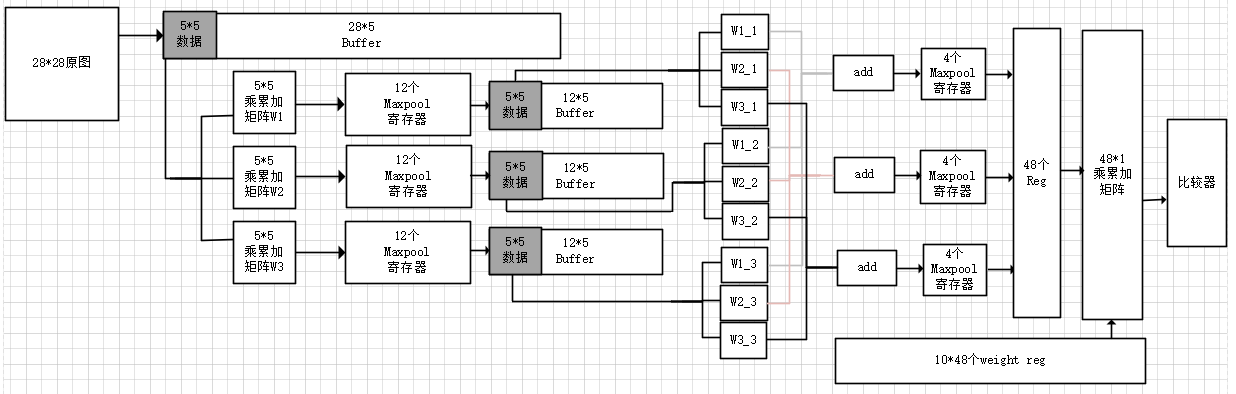 28*28原图
5*5
数据
28*5
Buffer
5*5
乘累加
矩阵W1
12个
Maxpool
寄存器
5*5
数据
12*5
Buffer
5*5
乘累加
矩阵W2
12个
Maxpool
寄存器
5*5
数据
12*5
Buffer
5*5
乘累加
矩阵W3
12个
Maxpool
寄存器
5*5
数据
12*5
Buffer
W1_1
W2_1
W3_1
W1_2
W2_2
W3_2
W1_3
W2_3
W3_3
add
4个
Maxpool
寄存器
add
4个
Maxpool
寄存器
add
4个
Maxpool
寄存器
48个
Reg
48*1
乘累加
矩阵
比较器
10*48个weight reg